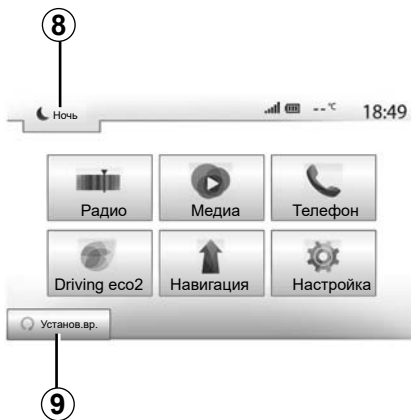 8
Ночь
--°C
18:49
Радио
Медиа
Телефон
Driving eco2
Навигация
Настройка
Установ.вр.
9